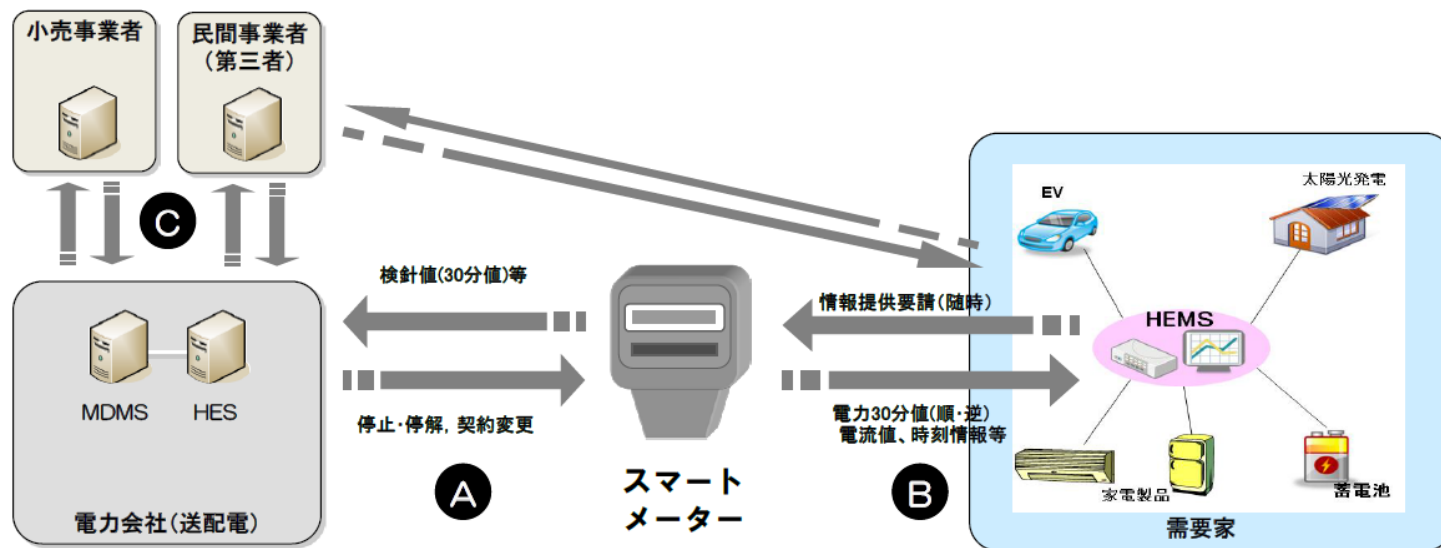 小売事業者
民間事業者
(第三者)
C
EV
太陽光発電
検針値(30分値)等
情報提供要請(随時)
HEMS
MDMS
HES
停止・停解, 契約変更
電力30分値(順・逆)
電流値、時刻情報等
A
スマート
メーター
B
家電製品
蓄電池
電力会社(送配電)
需要家